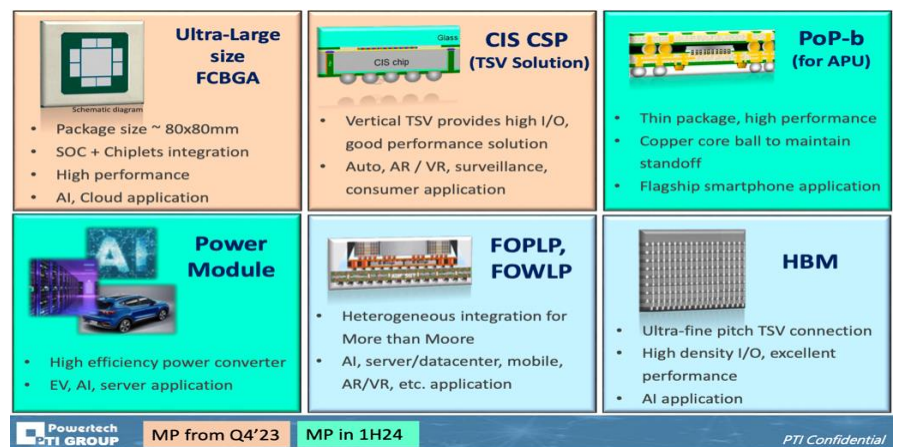 Ultra-Large
size
FCBGA
Schematic diagram
• Package size ~ 80x80mm
• SOC + Chiplets integration
• High performance
• AI, Cloud application
Glass
CIS chip
CIS CSP
(TSV Solution)
• Vertical TSV provides high I/O,
good performance solution
• Auto, AR / VR, surveillance,
consumer application
PoP-b
(for APU)
• Thin package, high performance
• Copper core ball to maintain
standoff
• Flagship smartphone application
AI
Power
Module
• High efficiency power converter
• EV, AI, server application
FOPLP,
FOWLP
• Heterogeneous integration for
More than Moore
• AI, server/datacenter, mobile,
AR/VR, etc. application
HBM
• Ultra-fine pitch TSV connection
• High density I/O, excellent
performance
• AI application
Powertech
PTI GROUP
MP from Q4’23
MP in 1H24
PTI Confidential